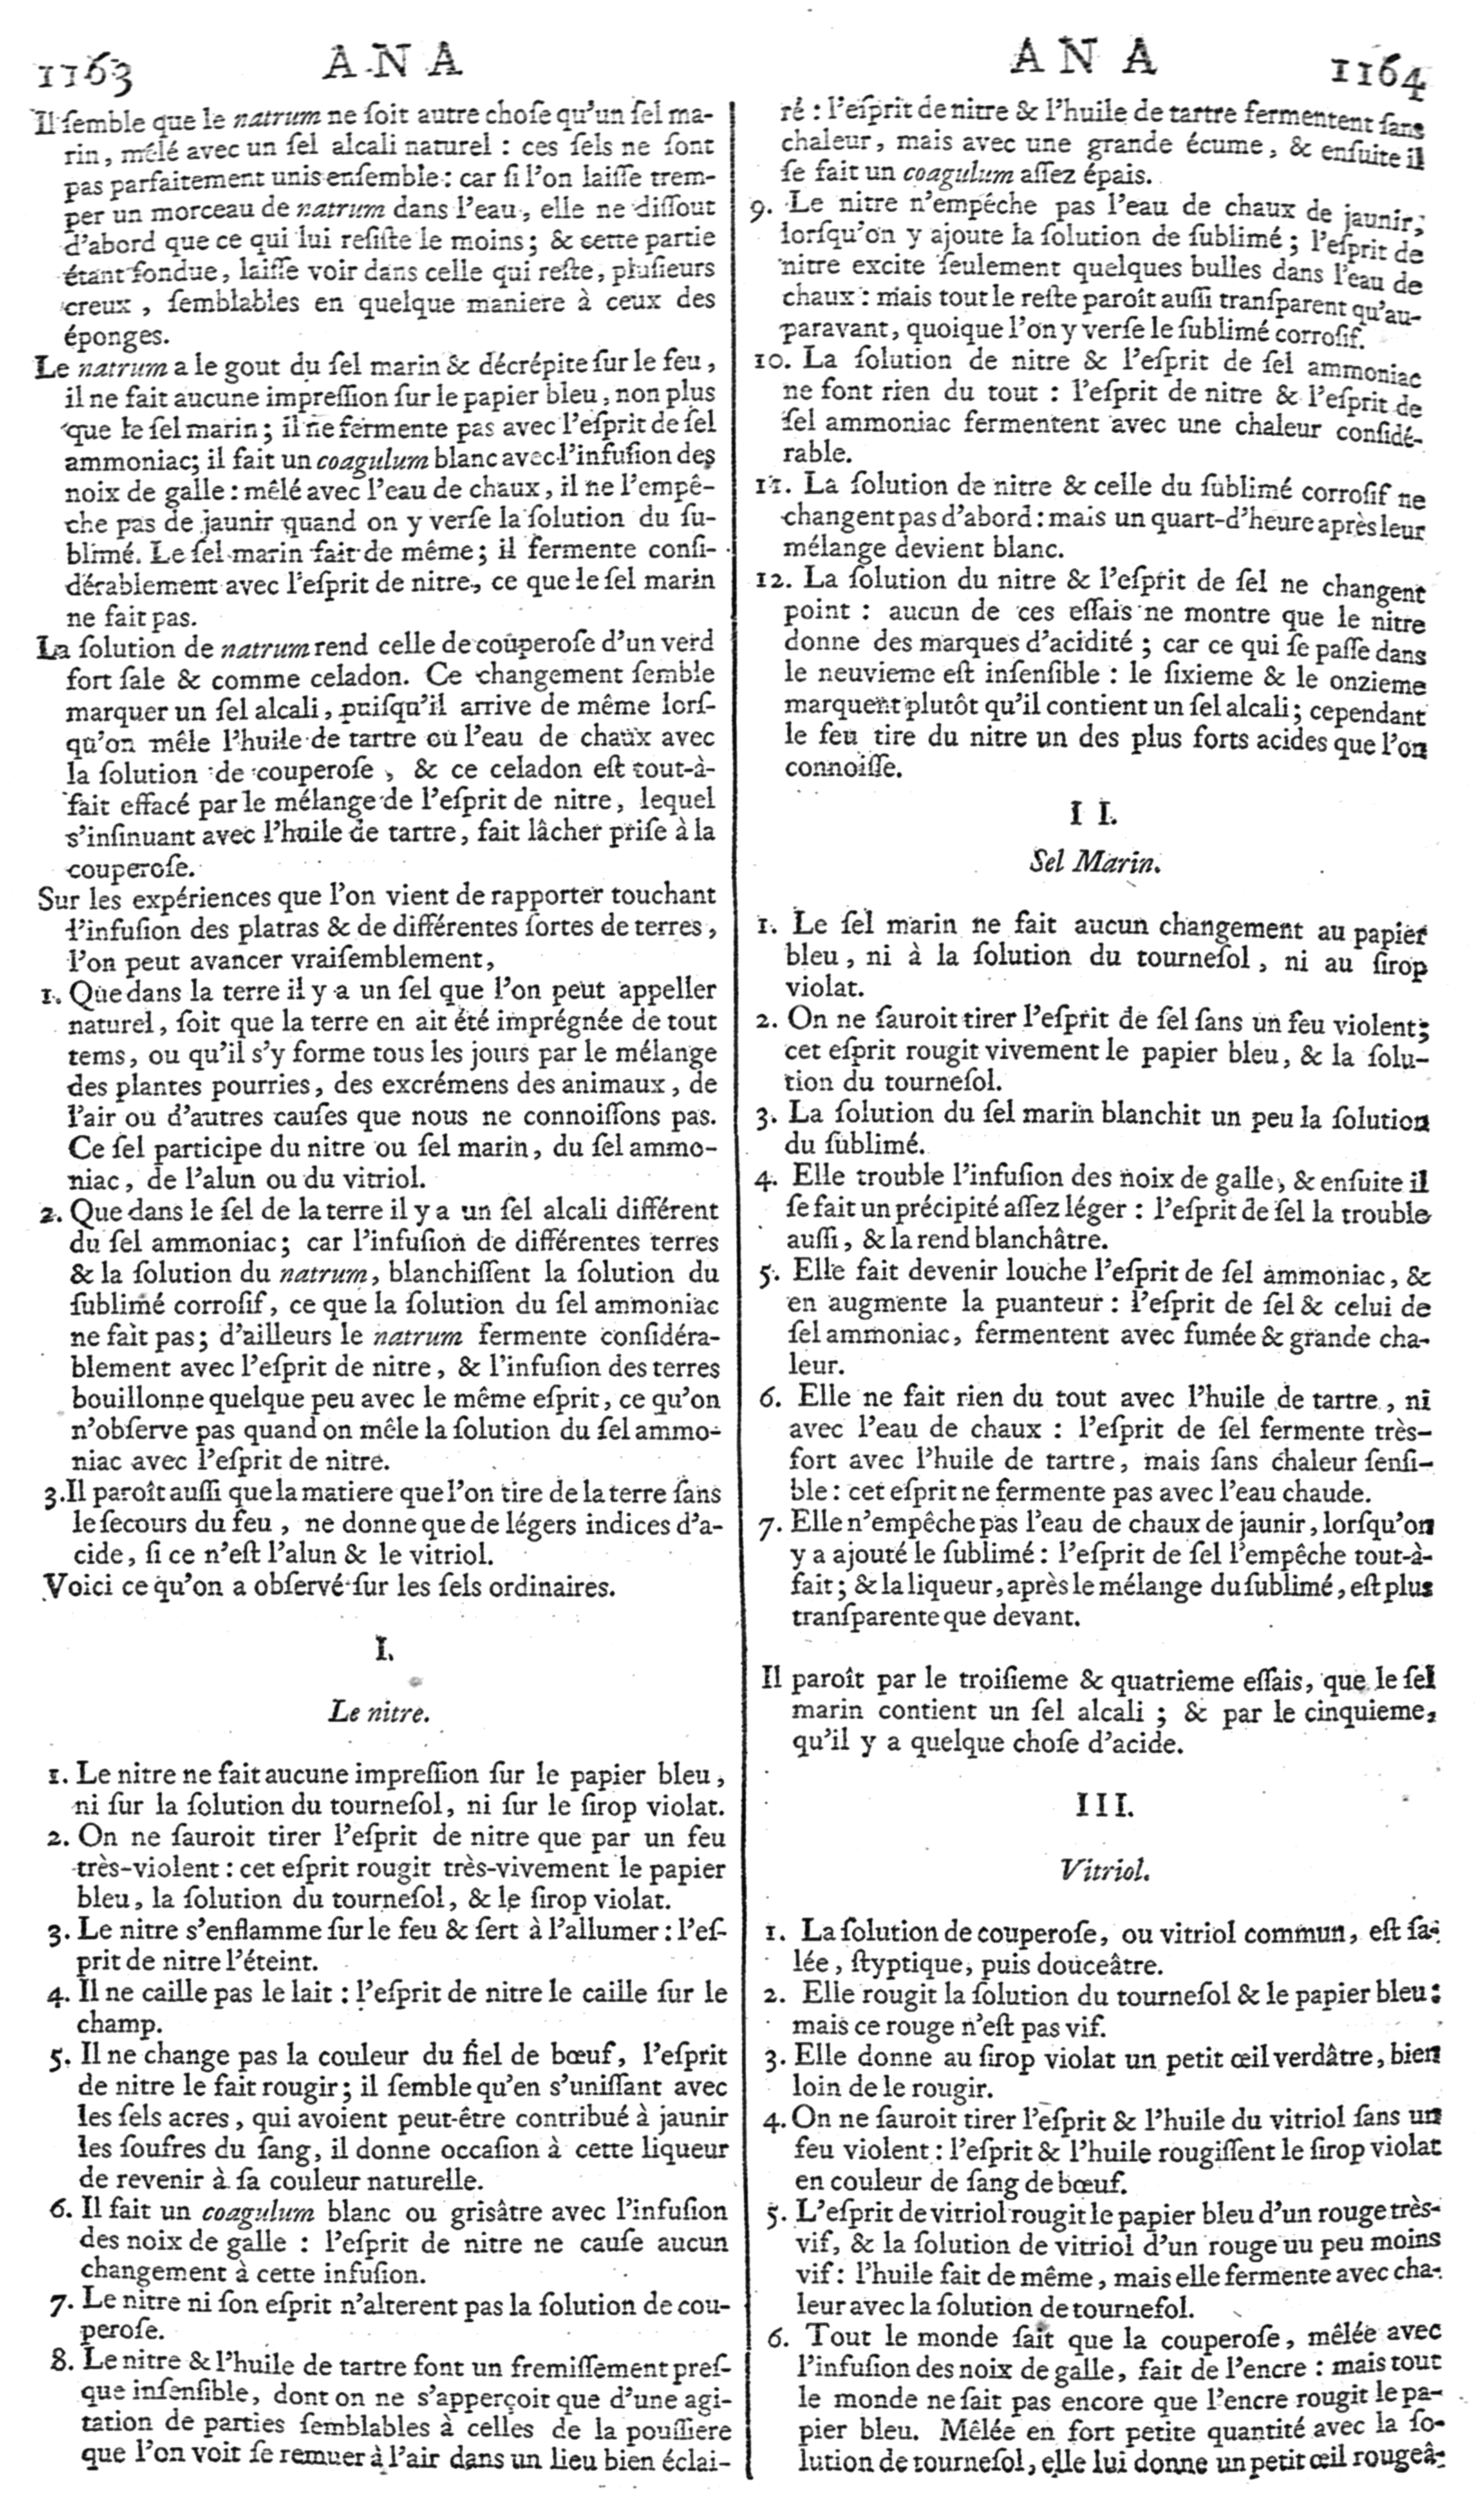 1163 ANA
Il ſemble que le natrum ne ſoit autre choſe qu'un ſel ma-
rin, mélé avec un ſel alcali naturel : ces ſels ne ſont
pas parfaitement unis enſemble : car ſi l'on laiſſe trem-
per un morceau de natrum dans l'eau, elle ne diſſout
d'abord que ce qui lui reſiſte le moins ; & cette partie
étant fondue, laiſſe voir dans celle qui reſte, pluſieurs
creux, ſemblables en quelque maniere à ceux des
éponges.
Le natrum a le gout du ſel marin & décrépite ſur le feu,
il ne fait aucune impreſſion ſur le papier bleu, non plus
que le ſel marin ; il ne fermente pas avec l'eſprit de ſel
ammoniac ; il fait un coagulum blanc avec l'infuſion des
noix de galle : mêlé avec l'eau de chaux, il ne l'empê-
che pas de jaunir quand on y verſe la ſolution du ſu-
blimé. Le ſel marin fait de même ; il fermente conſi-
dérablement avec l'eſprit de nitre, ce que le ſel marin
ne fait pas.
La ſolution de natrum rend celle de couperoſe d'un verd
fort ſale & comme celadon. Ce changement ſemble
marquer un ſel alcali, puiſqu'il arrive de même lorſ-
qu'on mêle l'huile de tartre ou l'eau de chaux avec
la ſolution de couperoſe, & ce celadon eſt tout-à-
fait effacé par le mélange de l'eſprit de nitre, lequel
s'inſinuant avec l'huile de tartre, fait lâcher priſe à la
couperoſe.
Sur les expériences que l'on vient de rapporter touchant
l'infuſion des platras & de différentes ſortes de terres,
l'on peut avancer vraiſemblement,
1. Que dans la terre il y a un ſel que l'on peut appeller
naturel, ſoit que la terre en ait été imprégnée de tout
tems, ou qu'il s'y forme tous les jours par le mélange
des plantes pourries, des excrémens des animaux, de
l'air ou d'autres cauſes que nous ne connoiſſons pas.
Ce ſel participe du nitre ou ſel marin, du ſel ammo-
niac, de l'alun ou du vitriol.
2. Que dans le ſel de la terre il y a un ſel alcali différent
du ſel ammoniac ; car l'infuſion de différentes terres
& la ſolution du natrum, blanchiſſent la ſolution du
ſublimé corroſif, ce que la ſolution du ſel ammoniac
ne fait pas ; d'ailleurs le natrum fermente conſidéra-
blement avec l'eſprit de nitre, & l'infuſion des terres
bouillonne quelque peu avec le même eſprit, ce qu'on
n'obſerve pas quand on mêle la ſolution du ſel ammo-
niac avec l'eſprit de nitre.
3. Il paroît auſſi que la matiere que l'on tire de la terre ſans
le ſecours du feu, ne donne que de légers indices d'a-
cide, ſi ce n'eſt l'alun & le vitriol.
Voici ce qu'on a obſervé ſur les ſels ordinaires.
I.
Le nitre.
1. Le nitre ne fait aucune impreſſion ſur le papier bleu,
ni ſur la ſolution du tourneſol, ni ſur le ſirop violat.
2. On ne ſauroit tirer l'eſprit de nitre que par un feu
très-violent : cet eſprit rougit très-vivement le papier
bleu, la ſolution du tourneſol, & le ſirop violat.
3. Le nitre s'enflamme ſur le feu & ſert à l'allumer : l'eſ-
prit de nitre l'éteint.
4. Il ne caille pas le lait : l'eſprit de nitre le caille ſur le
champ.
5. Il ne change pas la couleur du fiel de bœuf, l'eſprit
de nitre le fait rougir ; il ſemble qu'en s'uniſſant avec
les ſels acres, qui avoient peut-être contribué à jaunir
les ſoufres du ſang, il donne occaſion à cette liqueur
de revenir à ſa couleur naturelle.
6. Il fait un coagulum blanc ou griſâtre avec l'infuſion
des noix de galle : l'eſprit de nitre ne cauſe aucun
changement à cette infuſion.
7. Le nitre ni ſon eſprit n'alterent pas la ſolution de cou-
peroſe.
8. Le nitre & l'huile de tartre font un fremiſſement preſ-
que inſenſible, dont on ne s'apperçoit que d'une agi-
tation de parties ſemblables à celles de la pouſſiere
que l'on voit ſe remuer à l'air dans un lieu bien éclai-
ANA 1164
ré : l'eſprit de nitre & l'huile de tartre fermentent ſans
chaleur, mais avec une grande écume, & enſuite il
ſe fait un coagulum aſſez épais.
9. Le nitre n'empéche pas l'eau de chaux de jaunir,
lorſqu'on y ajoute la ſolution de ſublimé ; l'eſprit de
nitre excite ſeulement quelques bulles dans l'eau de
chaux : mais tout le reſte paroît auſſi tranſparent qu'au-
paravant, quoique l'on y verſe le ſublimé corroſif.
10. La ſolution de nitre & l'eſprit de ſel ammoniac
ne font rien du tout : l'eſprit de nitre & l'eſprit de
ſel ammoniac fermentent avec une chaleur conſidé-
rable.
11. La ſolution de nitre & celle du ſublimé corroſif ne
changent pas d'abord : mais un quart-d'heure après leur
mélange devient blanc.
12. La ſolution du nitre & l'eſprit de ſel ne changent
point : aucun de ces eſſais ne montre que le nitre
donne des marques d'acidité ; car ce qui ſe paſſe dans
le neuvieme eſt inſenſible : le ſixieme & le onzieme
marquent plutôt qu'il contient un ſel alcali ; cependant
le feu tire du nitre un des plus forts acides que l'on
connoiſſe.
II.
Sel Marin.
1. Le ſel marin ne fait aucun changement au papier
bleu, ni à la ſolution du tourneſol, ni au ſirop
violat.
2. On ne ſauroit tirer l'eſprit de ſel ſans un feu violent ;
cet eſprit rougit vivement le papier bleu, & la ſolu-
tion du tourneſol.
3. La ſolution du ſel marin blanchit un peu la ſolution
du ſublimé.
4. Elle trouble l'infuſion des noix de galle, & enſuite il
ſe fait un précipité aſſez léger : l'eſprit de ſel la trouble
auſſi, & la rend blanchâtre.
5. Elle fait devenir louche l'eſprit de ſel ammoniac, &
en augmente la puanteur : l'eſprit de ſel & celui de
ſel ammoniac, fermentent avec fumée & grande cha-
leur.
6. Elle ne fait rien du tout avec l'huile de tartre, ni
avec l'eau de chaux : l'eſprit de ſel fermente très-
fort avec l'huile de tartre, mais ſans chaleur ſenſi-
ble : cet eſprit ne fermente pas avec l'eau chaude.
7. Elle n'empêche pas l'eau de chaux de jaunir, lorſqu'on
y a ajouté le ſublimé : l'eſprit de ſel l'empêche tout-à-
fait ; & la liqueur, après le mélange du ſublimé, eſt plus
tranſparente que devant.
Il paroît par le troiſieme & quatrieme eſſais, que le ſel
marin contient un ſel alcali ; & par le cinquieme,
qu'il y a quelque choſe d'acide.
III.
Vitriol.
1. La ſolution de couperoſe, ou vitriol commun, eſt ſa-
lée, ſtyptique, puis douceâtre.
2. Elle rougit la ſolution du tourneſol & le papier bleu :
mais ce rouge n'eſt pas vif.
3. Elle donne au ſirop violat un petit œil verdâtre, bien
loin de le rougir.
4. On ne ſauroit tirer l'eſprit & l'huile du vitriol ſans un
feu violent : l'eſprit & l'huile rougiſſent le ſirop violat
en couleur de ſang de bœuf.
5. L'eſprit de vitriol rougit le papier bleu d'un rouge très-
vif, & la ſolution de vitriol d'un rouge uu peu moins
vif : l'huile fait de même, mais elle fermente avec cha-
leur avec la ſolution de tourneſol.
6. Tout le monde ſait que la couperoſe, mêlée avec
l'infuſion des noix de galle, fait de l'encre : mais tout
le monde ne ſait pas encore que l'encre rougit le pa-
pier bleu. Mêlée en fort petite quantité avec la ſo-
lution de tourneſol, elle lui donne un petit œil rougeâ-